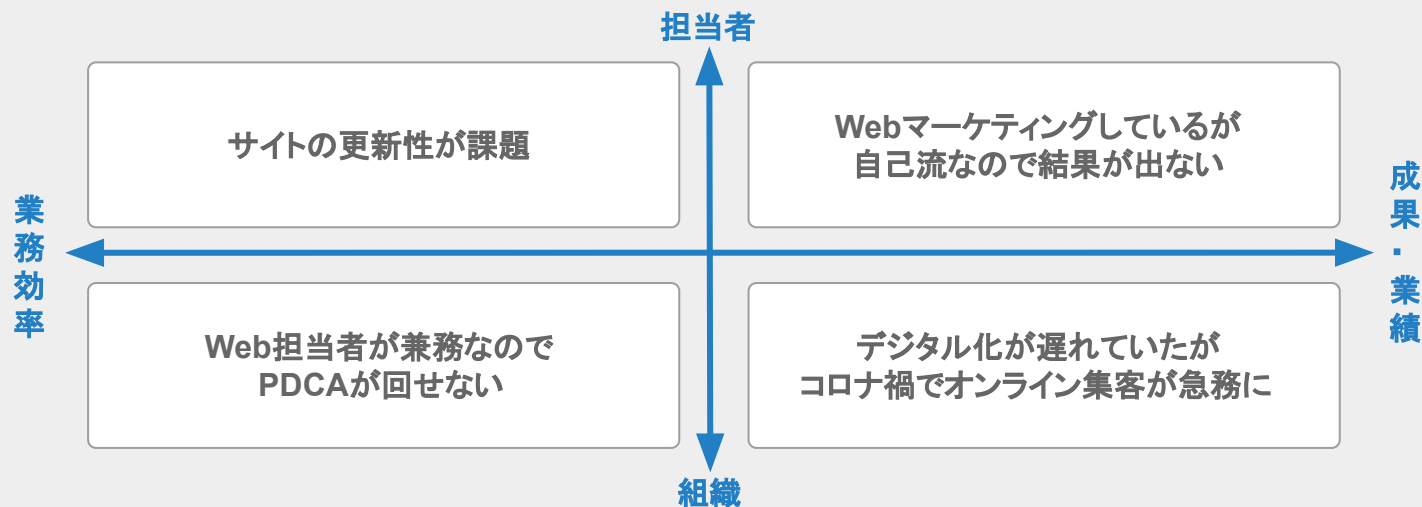 担当者
サイトの更新性が課題
Webマーケティングしているが
自己流なので結果が出ない
業務効率
成果・業績
Web担当者が兼務なので
PDCAが回せない
デジタル化が遅れていたが
コロナ禍でオンライン集客が急務に
組織